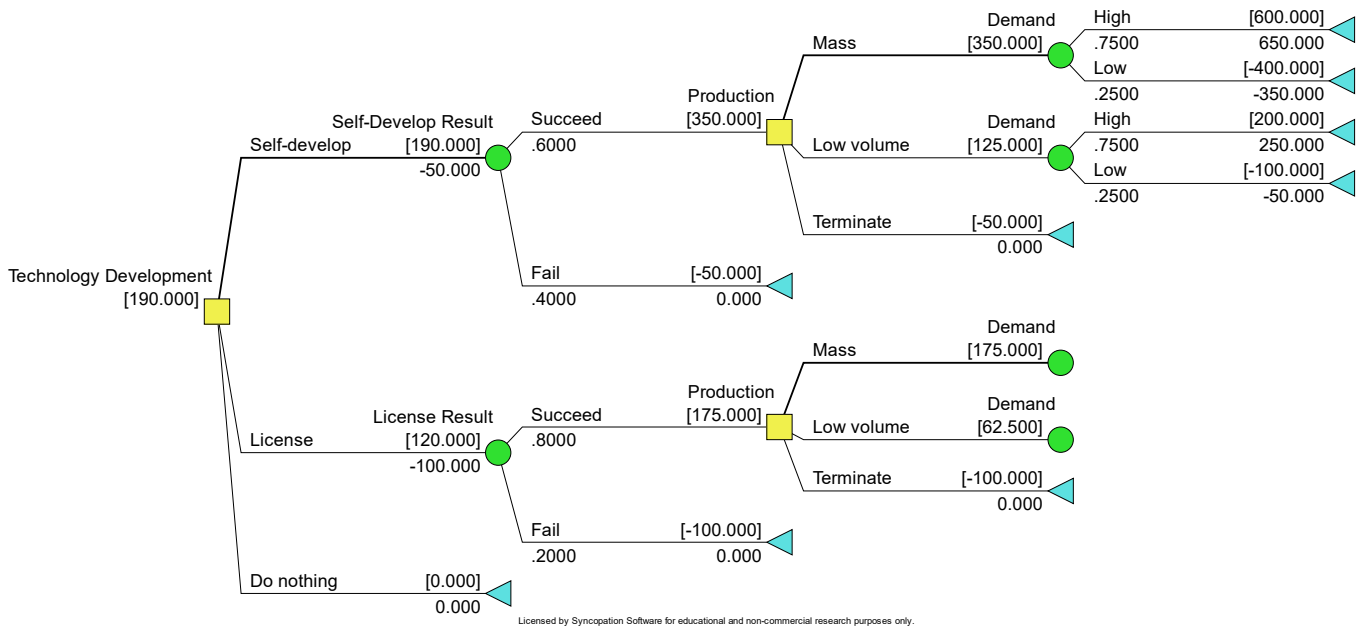 Technology Development
[190.000]
Self-develop
Self-Develop Result
[190.000]
-50.000
Succeed
.6000
Production
[350.000]
Mass
Demand
[350.000]
High
[600.000]
.7500
650.000
Low
[-400.000]
.2500
-350.000
Low volume
Demand
[125.000]
High
[200.000]
.7500
250.000
Low
[-100.000]
.2500
-50.000
Terminate
[-50.000]
0.000
Fail
[-50.000]
.4000
0.000
License
License Result
[120.000]
-100.000
Succeed
.8000
Production
[175.000]
Mass
Demand
[175.000]
Low volume
Demand
[62.500]
Terminate
[-100.000]
0.000
Fail
[-100.000]
.2000
0.000
Do nothing
[0.000]
0.000
Licensed by Syncopation Software for educational and non-commercial research purposes only.